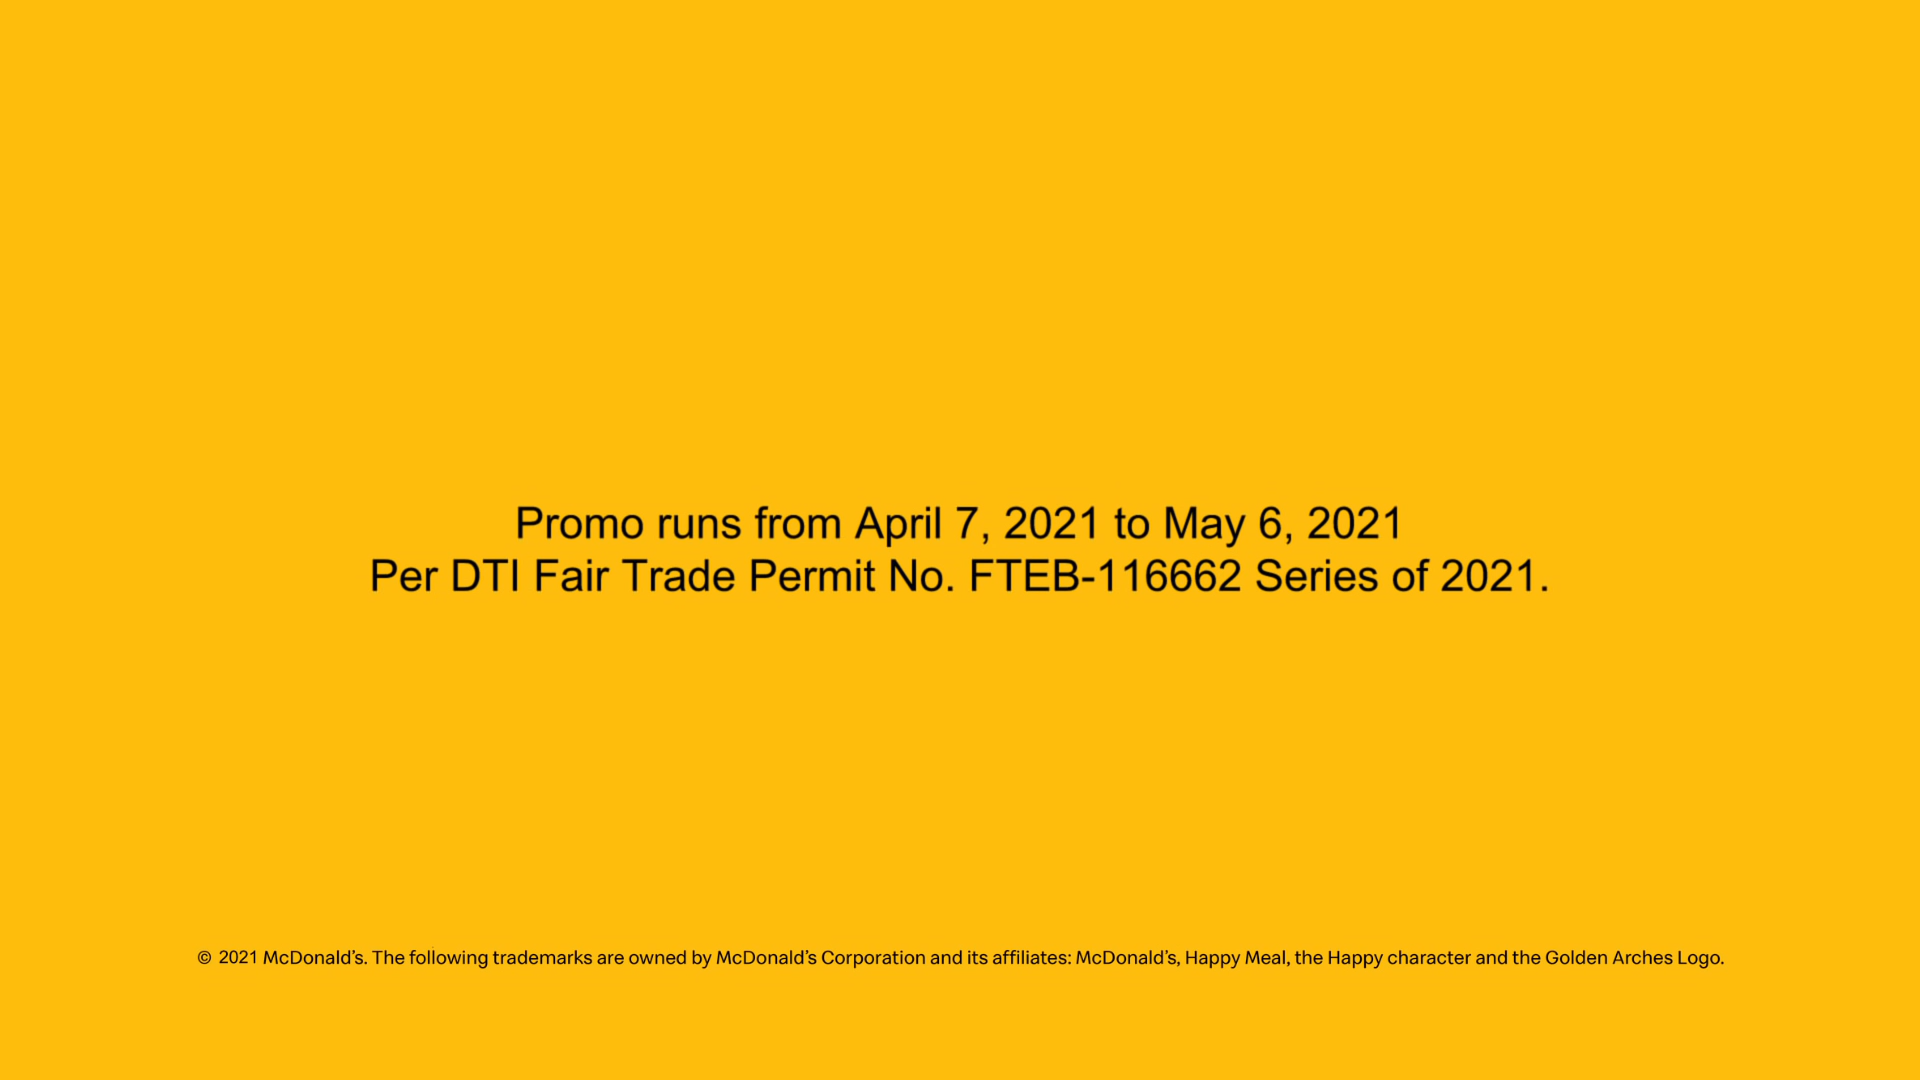 Promo runs from April 7, 2021 to May 6, 2021
Per DTI Fair Trade Permit No. FTEB-116662 Series of 2021.
© 2021 McDonald’s. The following trademarks are owned by McDonald’s Corporation and its affiliates: McDonald’s, Happy Meal, the Happy character and the Golden Arches Logo.